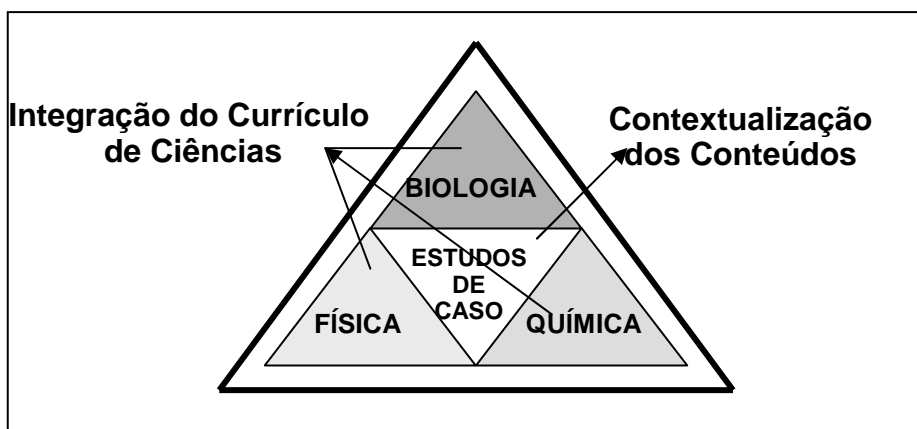 Integração do Currículo
de Ciências
Contextualização
dos Conteúdos
BIOLOGIA
ESTUDOS
DE
CASO
FÍSICA
QUÍMICA